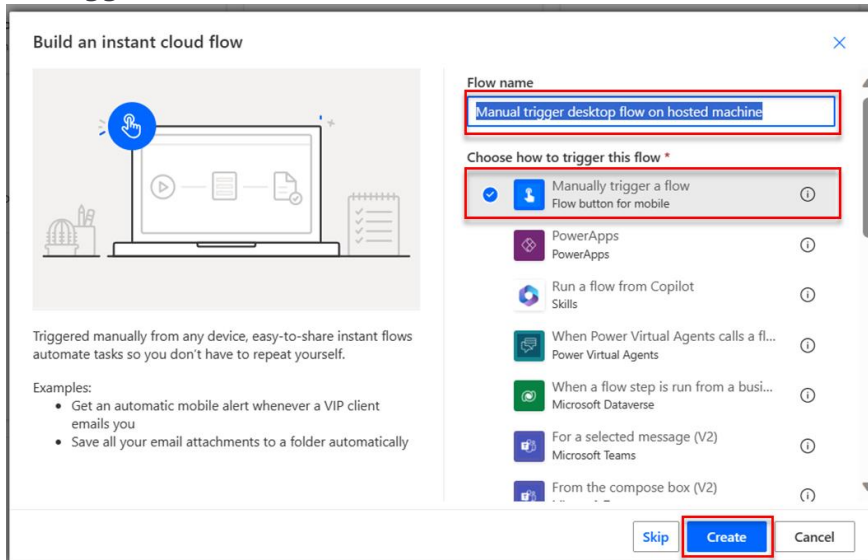 Build an instant cloud flow
Triggered manually from any device, easy-to-share instant flows
automate tasks so you don't have to repeat yourself.
Examples:
• Get an automatic mobile alert whenever a VIP client
emails you
• Save all your email attachments to a folder automatically
Flow name
Manual trigger desktop flow on hosted machine
Choose how to trigger this flow *
Manually trigger a flow
Flow button for mobile
PowerApps
PowerApps
Run a flow from Copilot
Skills
When Power Virtual Agents calls a fl...
Power Virtual Agents
When a flow step is run from a busi...
Microsoft Dataverse
For a selected message (V2)
Microsoft Teams
From the compose box (V2)
Skip Create Cancel